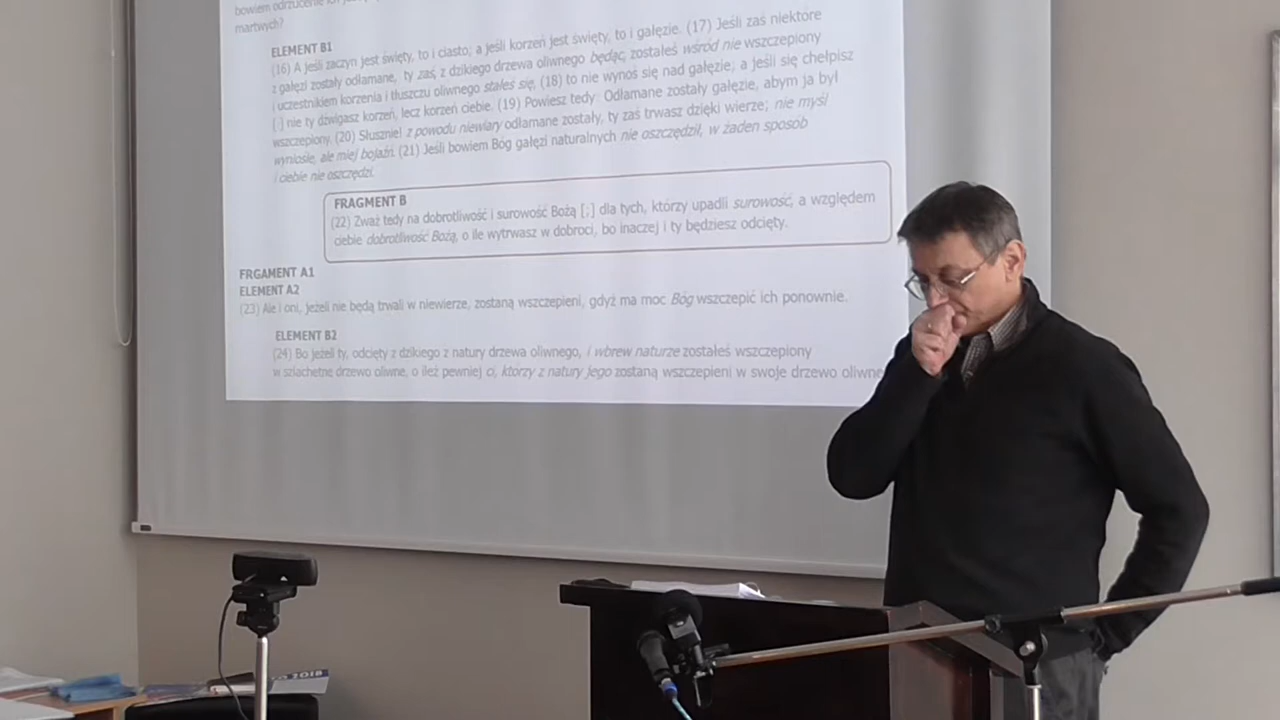 bowiem odrzucenie ich
martwych?
ELEMENT B1
(16) A jeśli zaczyn jest święty, to i ciasto; a jeśli korzeń jest święty, to i gałęzie. (17) Jeśli zaś niektóre
z gałęzi zostały odłamane, ty zaś, z dzikiego drzewa oliwnego będąc, zostałeś wśród nie wszczepiony
i uczestnikiem korzenia i tłuszczu oliwnego stałeś się, (18) to nie wynoś się nad gałęzie; a jeśli się chełpisz
[ ] nie ty dźwigasz korzeń, lecz korzeń ciebie. (19) Powiesz tedy: Odłamane zostały gałęzie, abym ja był
wszczepiony. (20) Słusznie! z powodu niewiary odłamane zostały, ty zaś trwasz dzięki wierze; nie myśl
wyniośle, ale miej bojaźń. (21) Jeśli bowiem Bóg gałęzi naturalnych nie oszczędził, w żaden sposób
i ciebie nie oszczędzi.
FRAGMENT B
(22) Zważ tedy na dobrotliwość i surowość Bożą [;] dla tych, którzy upadli surowość, a względem
ciebie dobrotliwość Bożą, o ile wytrwasz w dobroci, bo inaczej i ty będziesz odcięty.
FRGAMENT A1
ELEMENT A2
(23) Ale i oni, jeżeli nie będą trwali w niewierze, zostaną wszczepieni, gdyż ma moc Bóg wszczepić ich ponownie.
ELEMENT B2
(24) Bo jeżeli ty, odcięty z dzikiego z natury drzewa oliwnego, i wbrew naturze zostałeś wszczepiony
w szlachetne drzewo oliwne, o ileż pewniej ci, którzy z natury jego zostaną wszczepieni w swoje drzewo oliwne
2018